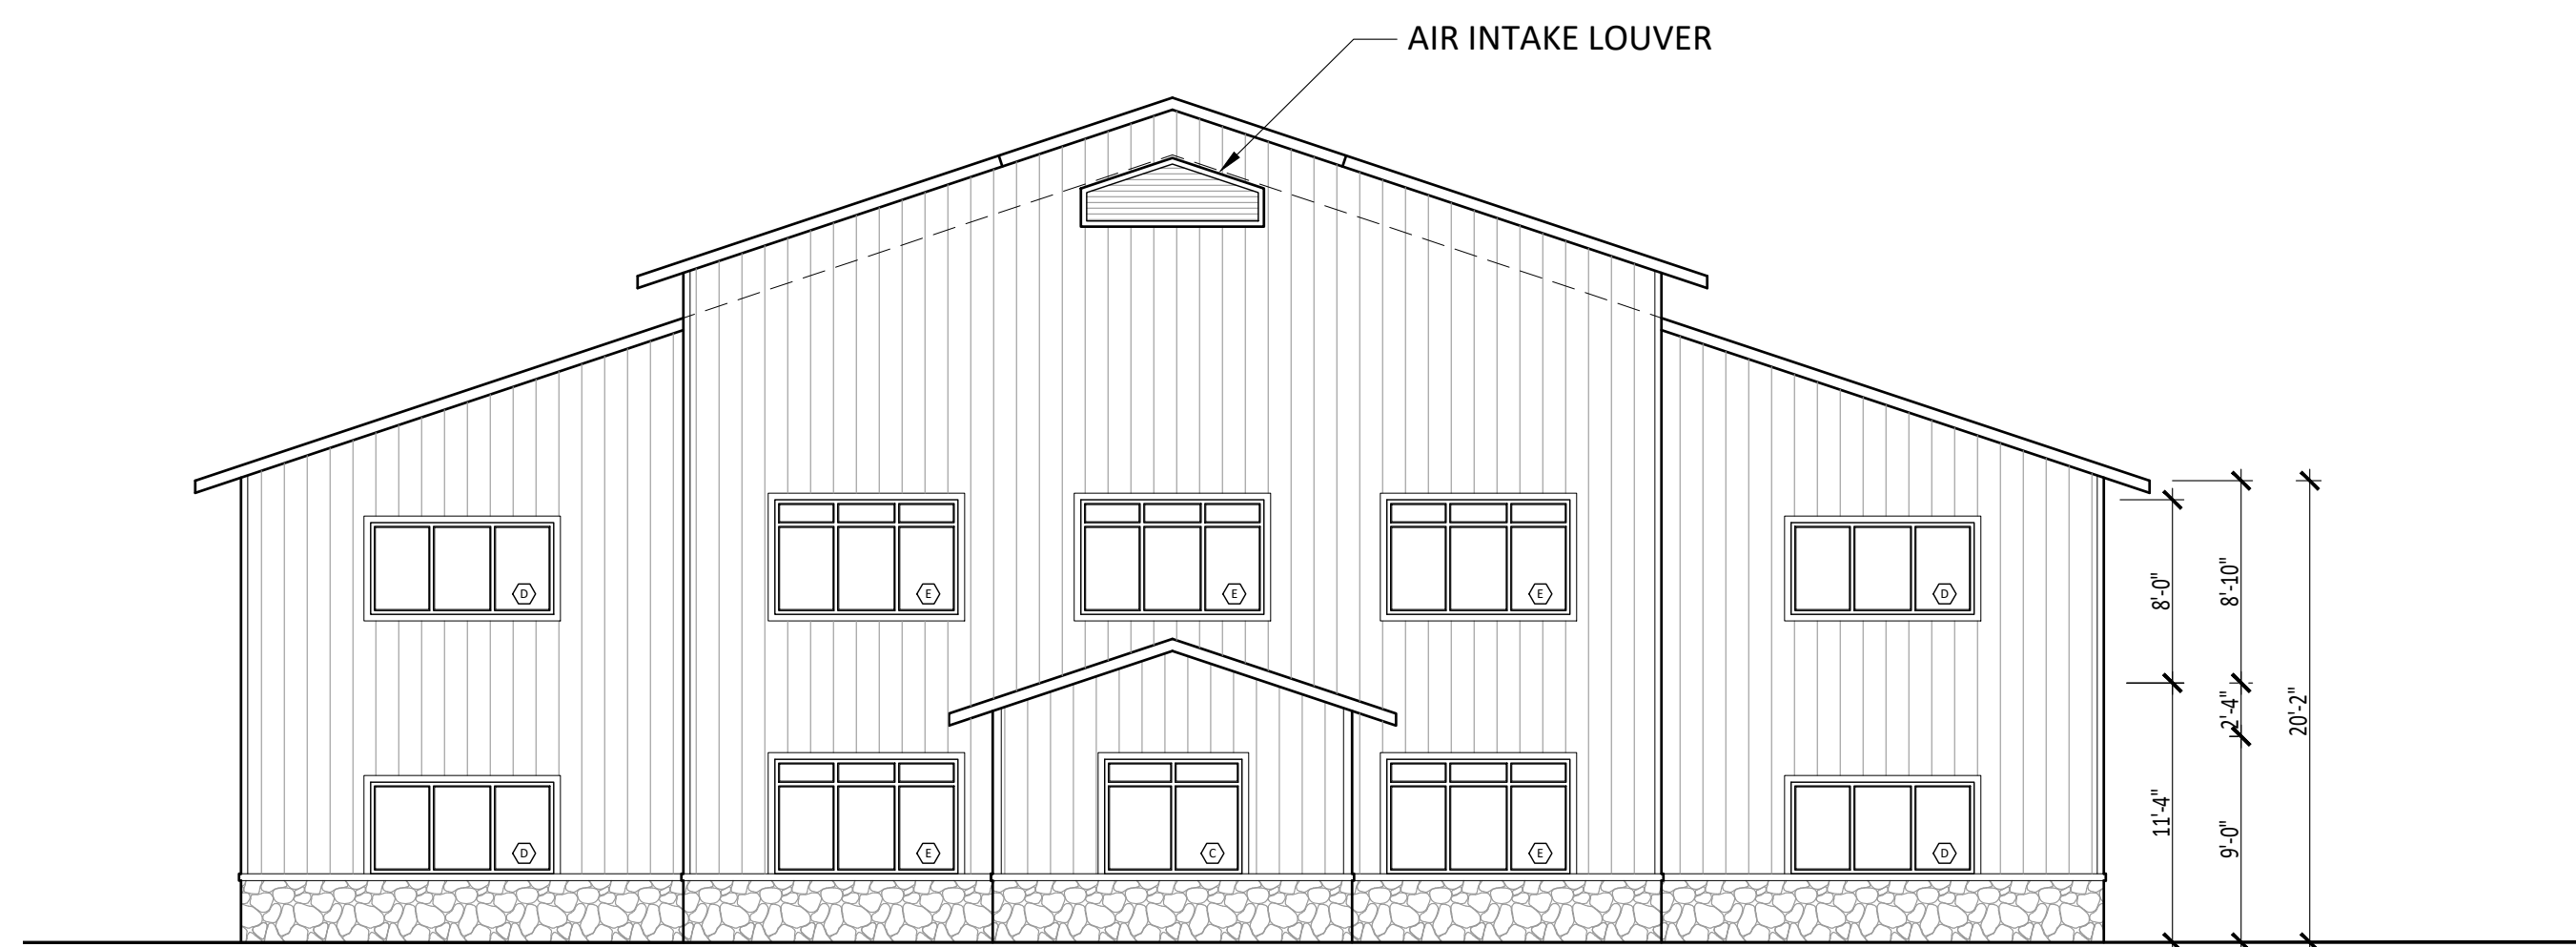 AIR INTAKE LOUVER
D
E
E
E
D
8'-0"
8'-10"
2'-4"
20'-2"
11'-4"
9'-0"
D
E
C
E
D